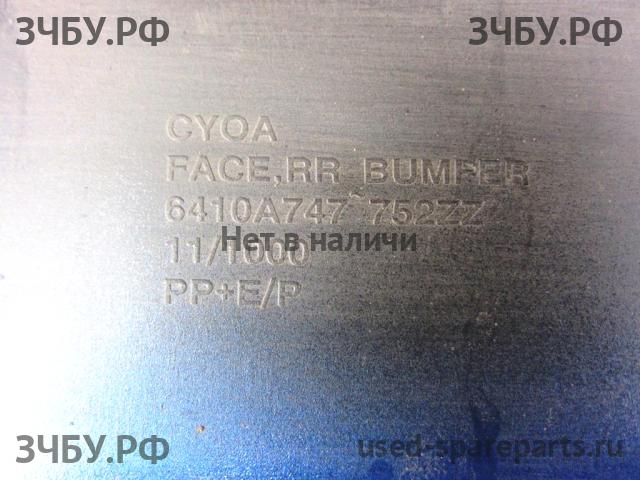 ЗЧБУ.РФ ЗЧБУ.РФ
CYOA
FACE,RR BUMFER
6410A747~752ZZ
Нет в наличи
11/1000
PP+E/P
ЗЧБУ.РФ used-spareparts.ru